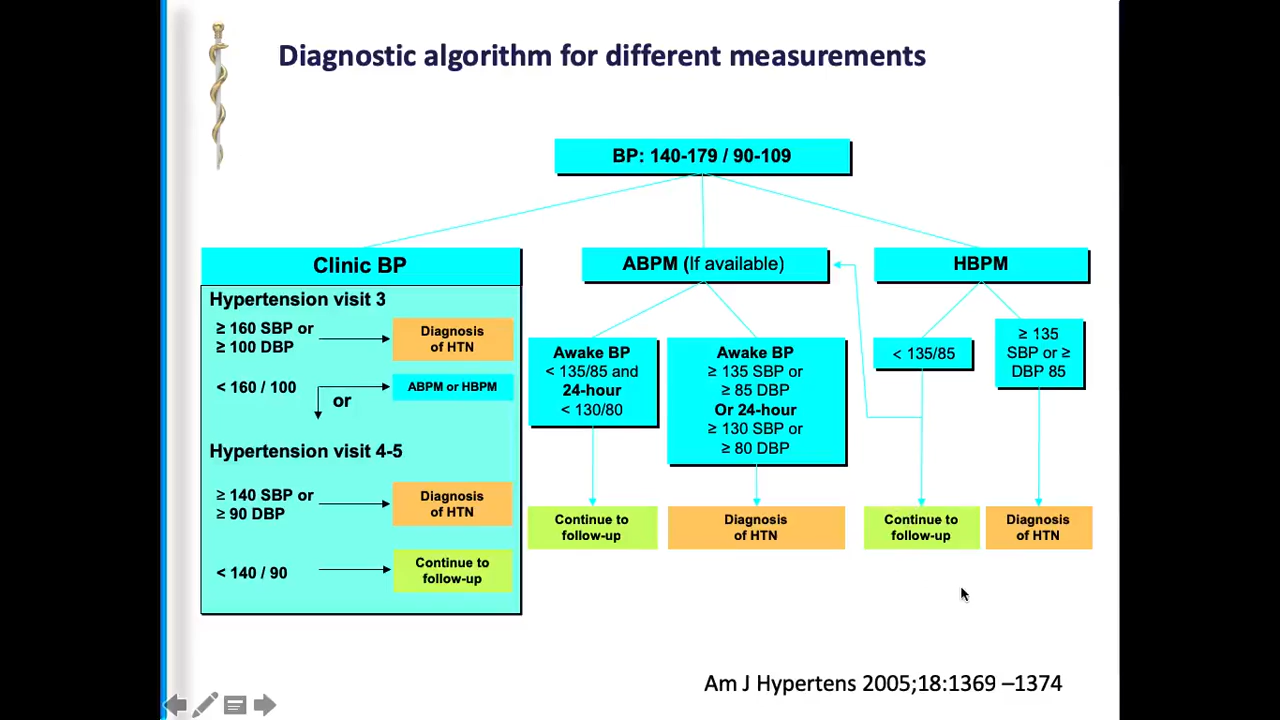 Diagnostic algorithm for different measurements
BP: 140-179 / 90-109
Clinic BP
Hypertension visit 3
≥ 160 SBP or
≥ 100 DBP
Diagnosis
of HTN
< 160 / 100
ABPM or HBPM
or
Hypertension visit 4-5
≥ 140 SBP or
≥ 90 DBP
Diagnosis
of HTN
< 140 / 90
Continue to
follow-up
ABPM (If available)
Awake BP
< 135/85 and
24-hour
< 130/80
Continue to
follow-up
Awake BP
≥ 135 SBP or
≥ 85 DBP
Or 24-hour
≥ 130 SBP or
≥ 80 DBP
Diagnosis
of HTN
HBPM
< 135/85
Continue to
follow-up
≥ 135
SBP or ≥
DBP 85
Diagnosis
of HTN
Am J Hypertens 2005;18:1369 –1374